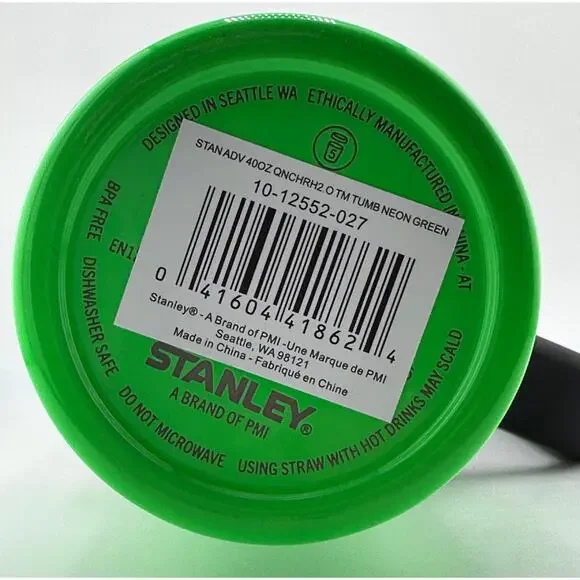 DESIGNED IN SEATTLE WA ETHICALLY MANUFACTURED IN
- AT
BPA FREE
DISHWASHER SAFE
DO NOT MICROWAVE
USING STRAW WITH HOT DRINKS MAY SCALD
STAN ADV 40OZ QNCHRH2.O TM TUMB NEON GREEN
10-12552-027
0 41604 41862 4
Stanley® - A Brand of PMI -Une Marque de PMI
Seattle, WA 98121
Made in China - Fabriqué en Chine
STANLEY®
A BRAND OF PMI